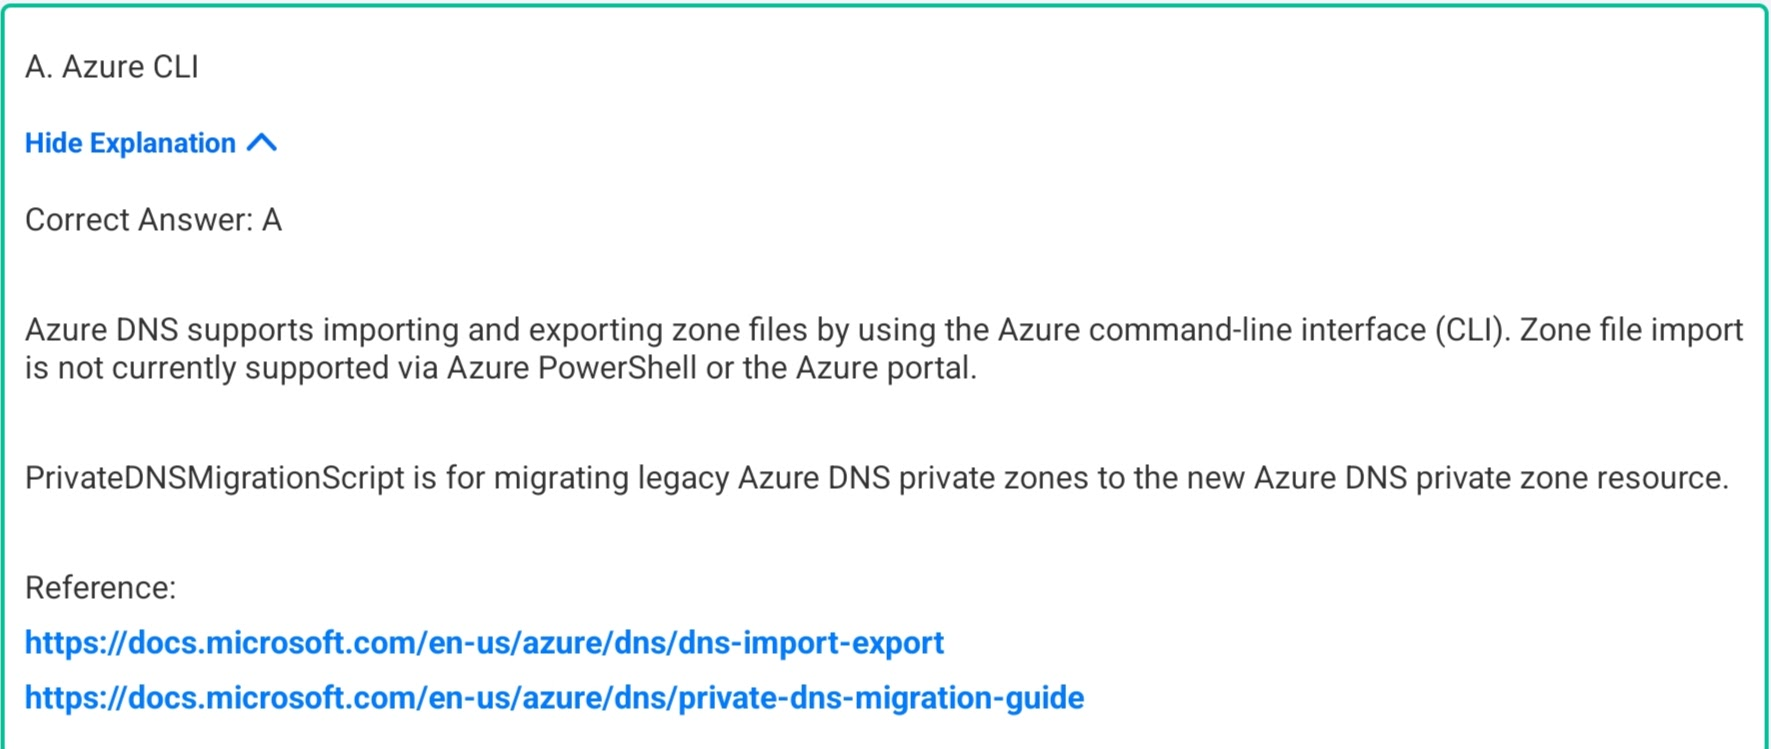 A. Azure CLI
Hide Explanation
Correct Answer: A
Azure DNS supports importing and exporting zone files by using the Azure command-line interface (CLI). Zone file import
is not currently supported via Azure PowerShell or the Azure portal.
PrivateDNSMigrationScript is for migrating legacy Azure DNS private zones to the new Azure DNS private zone resource.
Reference:
https://docs.microsoft.com/en-us/azure/dns/dns-import-export
https://docs.microsoft.com/en-us/azure/dns/private-dns-migration-guide